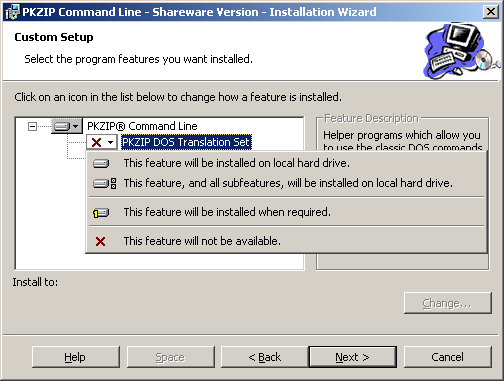 PKZIP Command Line - Shareware Version - Installation Wizard
Custom Setup
Select the program features you want installed.
Click on an icon in the list below to change how a feature is installed.
PKZIP® Command Line
PKZIP DOS Translation Set
Feature Description
Helper programs which allow you
to use the classic DOS commands
This feature will be installed on local hard drive.
This feature, and all subfeatures, will be installed on local hard drive.
This feature will be installed when required.
This feature will not be available.
Install to:
Change...
Help
Space
< Back
Next >
Cancel